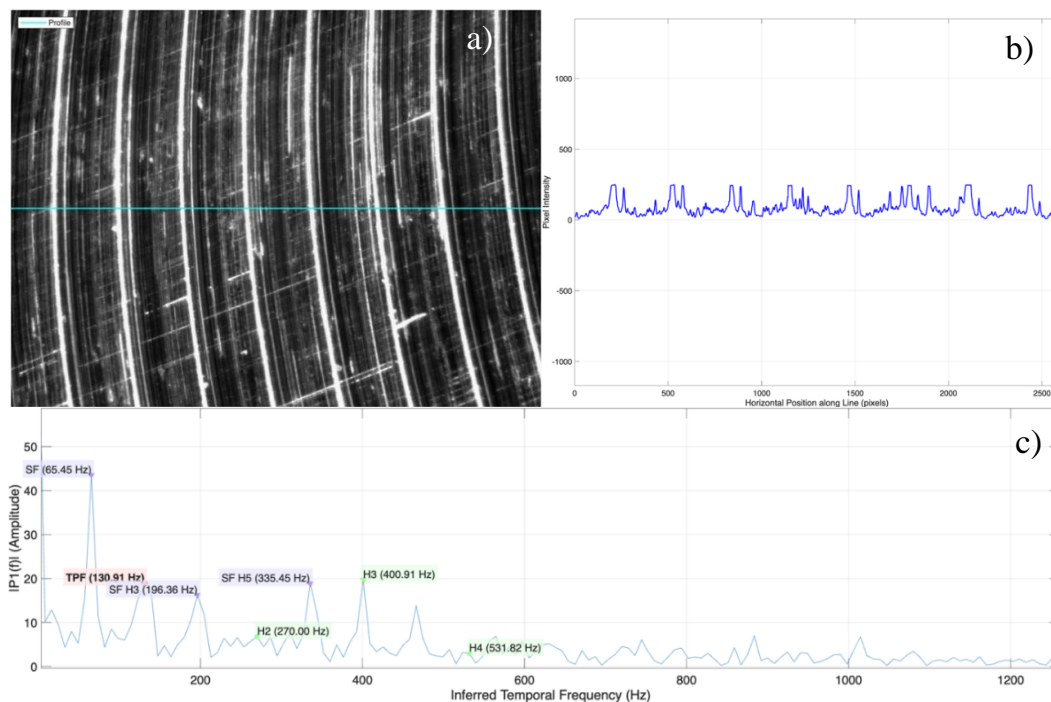 Profile
a)
b)
1000
500
0
-500
-1000
Pixel Intensity
0
500
1000
1500
2000
2500
Horizontal Position along Line (pixels)
c)
50
40
30
20
10
0
|P1(f)| (Amplitude)
SF (65.45 Hz)
TPF (130.91 Hz)
SF H3 (196.36 Hz)
SF H5 (335.45 Hz)
H3 (400.91 Hz)
H2 (270.00 Hz)
H4 (531.82 Hz)
200
400
600
800
1000
1200
Inferred Temporal Frequency (Hz)